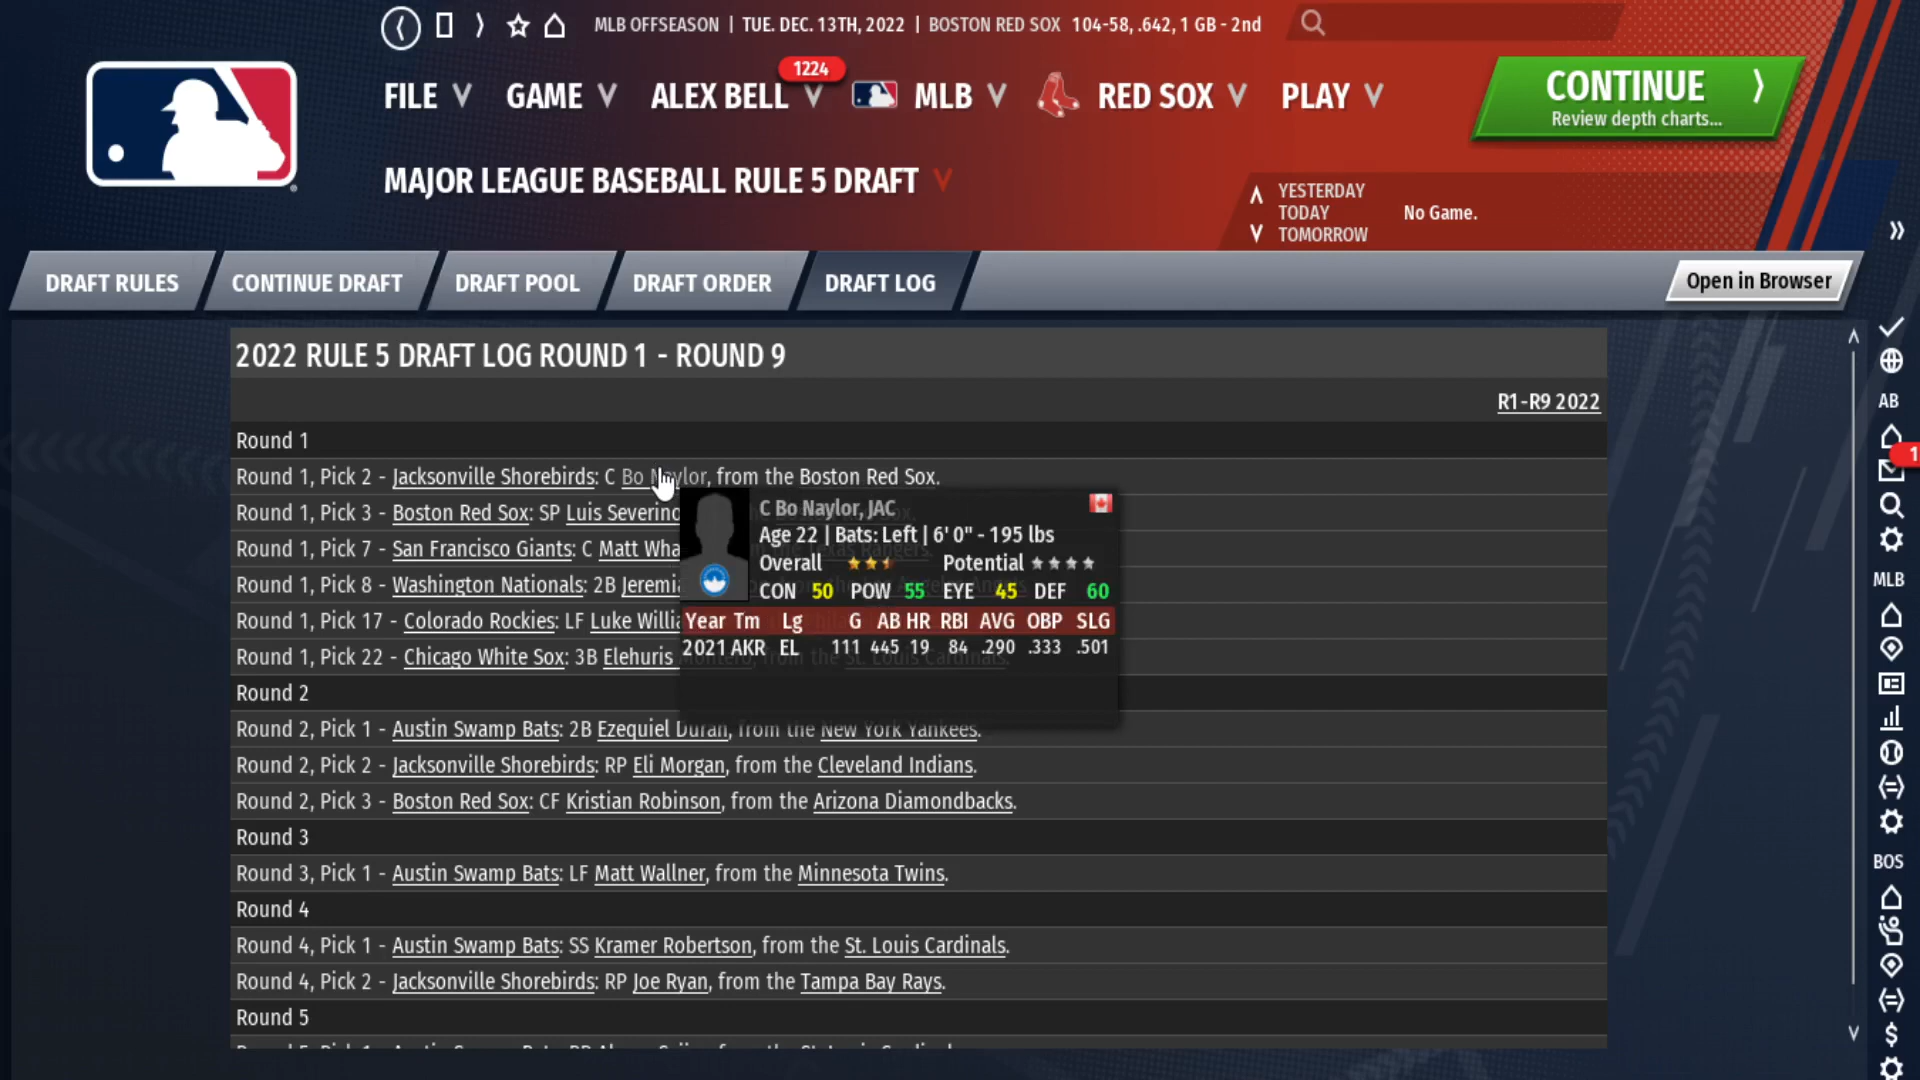 MLB OFFSEASON | TUE. DEC. 13TH, 2022 | BOSTON RED SOX 104-58, .642, 1 GB - 2nd
1224
FILE GAME ALEX BELL MLB RED SOX PLAY
CONTINUE
Review depth charts...
MAJOR LEAGUE BASEBALL RULE 5 DRAFT
YESTERDAY
TODAY
TOMORROW
No Game.
DRAFT RULES CONTINUE DRAFT DRAFT POOL DRAFT ORDER DRAFT LOG Open in Browser
2022 RULE 5 DRAFT LOG ROUND 1 - ROUND 9
R1-R9 2022
Round 1
Round 1, Pick 2 - Jacksonville Shorebirds: C Bo Naylor, from the Boston Red Sox.
Round 1, Pick 3 - Boston Red Sox: SP Luis Severino
Round 1, Pick 7 - San Francisco Giants: C Matt
Round 1, Pick 8 - Washington Nationals: 2B
Round 1, Pick 17 - Colorado Rockies: LF Luke
Round 1, Pick 22 - Chicago White Sox: 3B Elehuris Montero, from the St. Louis Cardinals.
C Bo Naylor, JAC
Age 22 | Bats: Left | 6' 0" - 195 lbs
Overall Potential
CON 50 POW 55 EYE 45 DEF 60
Year Tm Lg G AB HR RBI AVG OBP SLG
2021 AKR EL 111 445 19 84 .290 .333 .501
Round 2
Round 2, Pick 1 - Austin Swamp Bats: 2B Ezequiel Duran, from the New York Yankees.
Round 2, Pick 2 - Jacksonville Shorebirds: RP Eli Morgan, from the Cleveland Indians.
Round 2, Pick 3 - Boston Red Sox: CF Kristian Robinson, from the Arizona Diamondbacks.
Round 3
Round 3, Pick 1 - Austin Swamp Bats: LF Matt Wallner, from the Minnesota Twins.
Round 4
Round 4, Pick 1 - Austin Swamp Bats: SS Kramer Robertson, from the St. Louis Cardinals.
Round 4, Pick 2 - Jacksonville Shorebirds: RP Joe Ryan, from the Tampa Bay Rays.
Round 5
AB
1
MLB
BOS